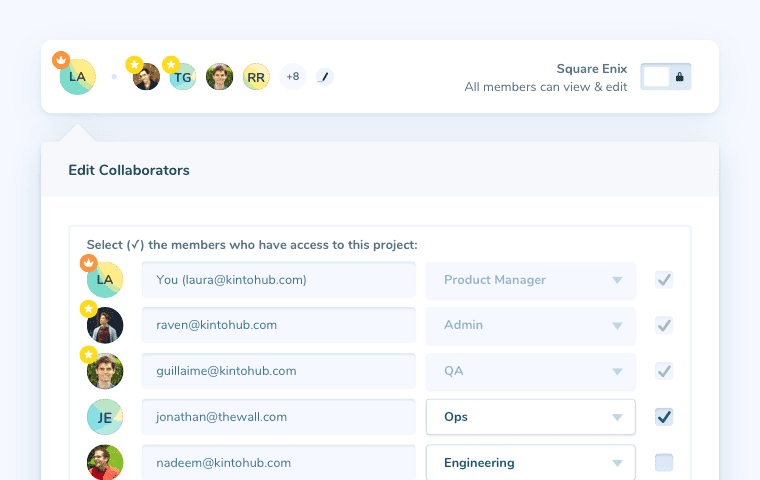 LA
TG
RR
+8
Square Enix
All members can view & edit
Edit Collaborators
Select (✓) the members who have access to this project:
LA
You (laura@kintohub.com)
Product Manager
raven@kintohub.com
Admin
guillaime@kintohub.com
QA
JE
jonathan@thewall.com
Ops
nadeem@kintohub.com
Engineering